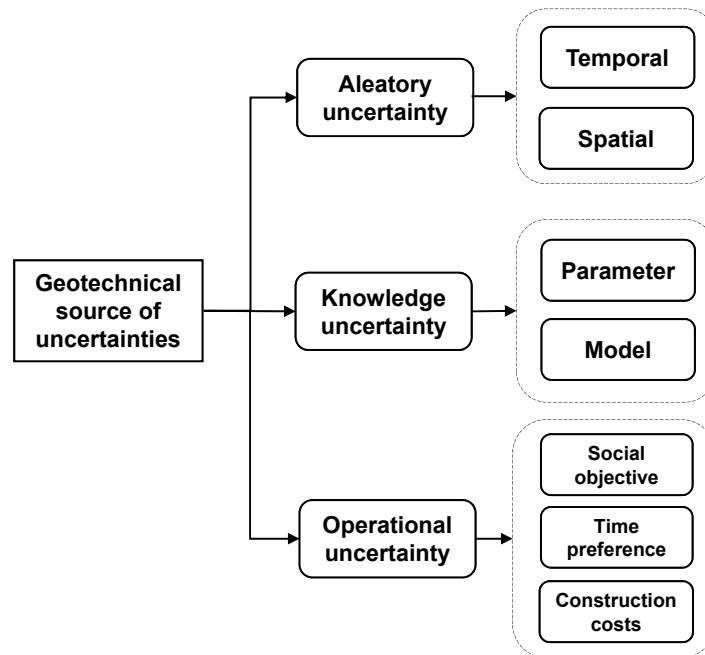 Geotechnical
source of
uncertainties
Aleatory
uncertainty
Temporal
Spatial
Knowledge
uncertainty
Parameter
Model
Operational
uncertainty
Social
objective
Time
preference
Construction
costs